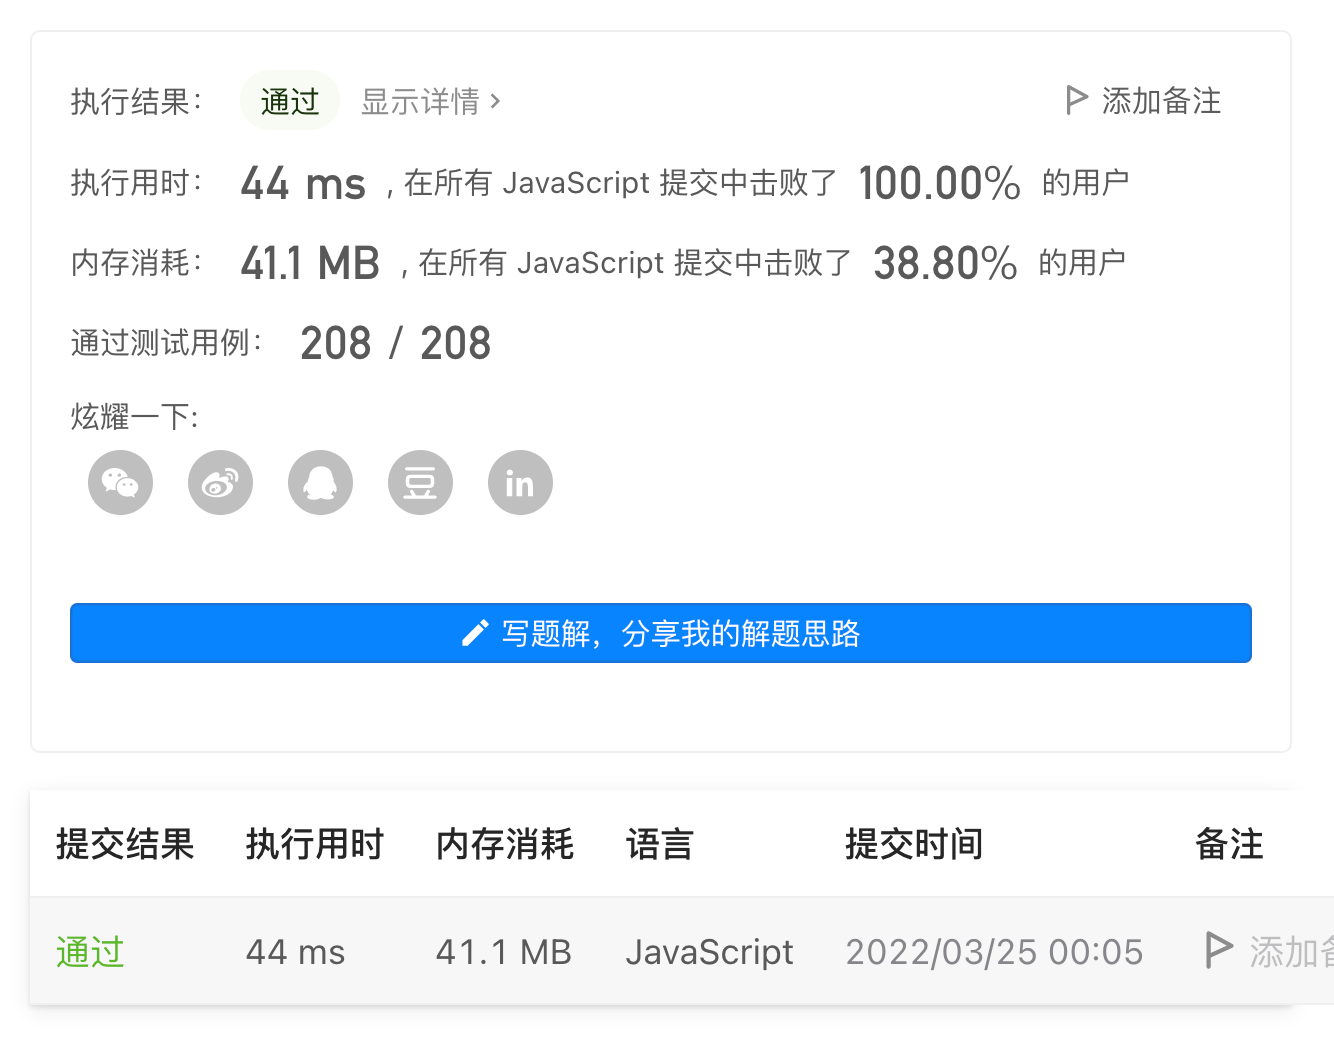 执行结果： 通过 显示详情 > 添加备注
执行用时： 44 ms , 在所有 JavaScript 提交中击败了 100.00% 的用户
内存消耗： 41.1 MB , 在所有 JavaScript 提交中击败了 38.80% 的用户
通过测试用例： 208 / 208
炫耀一下:
豆 in
写题解，分享我的解题思路
提交结果 执行用时 内存消耗 语言 提交时间 备注
通过 44 ms 41.1 MB JavaScript 2022/03/25 00:05 添加